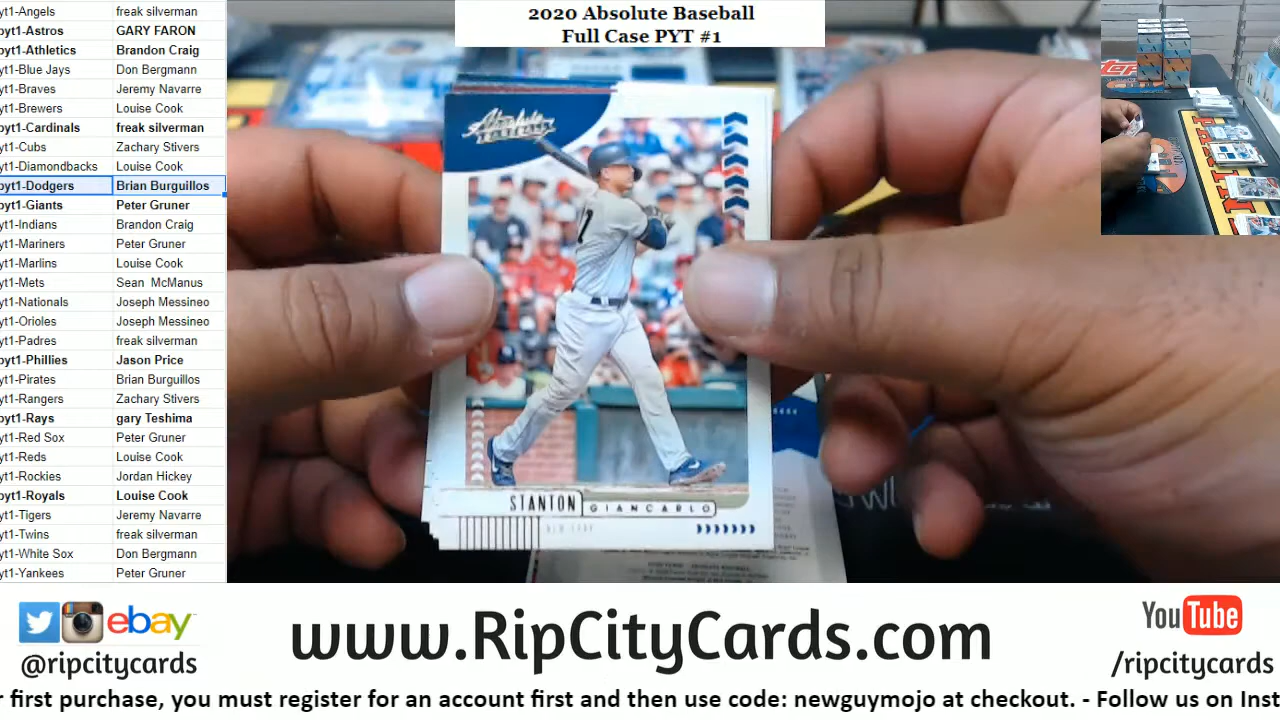 yt1-Angels freak silverman
pyt1-Astros GARY FARON
pyt1-Athletics Brandon Craig
yt1-Blue Jays Don Bergmann
yt1-Braves Jeremy Navarre
yt1-Brewers Louise Cook
pyt1-Cardinals freak silverman
yt1-Cubs Zachary Stivers
yt1-Diamondbacks Louise Cook
pyt1-Dodgers Brian Burguillos
pyt1-Giants Peter Gruner
yt1-Indians Brandon Craig
yt1-Mariners Peter Gruner
yt1-Marlins Louise Cook
yt1-Mets Sean McManus
yt1-Nationals Joseph Messineo
yt1-Orioles Joseph Messineo
yt1-Padres freak silverman
pyt1-Phillies Jason Price
yt1-Pirates Brian Burguillos
yt1-Rangers Zachary Stivers
pyt1-Rays gary Teshima
yt1-Red Sox Peter Gruner
yt1-Reds Louise Cook
yt1-Rockies Jordan Hickey
pyt1-Royals Louise Cook
yt1-Tigers Jeremy Navarre
yt1-Twins freak silverman
yt1-White Sox Don Bergmann
yt1-Yankees Peter Gruner
2020 Absolute Baseball
Full Case PYT #1
Absolute
STANTON GIANCARLO
NEW YORK
ebay
@ripcitycards
www.RipCityCards.com
YouTube
/ripcitycards
r first purchase, you must register for an account first and then use code: newguymojo at checkout. - Follow us on Inst